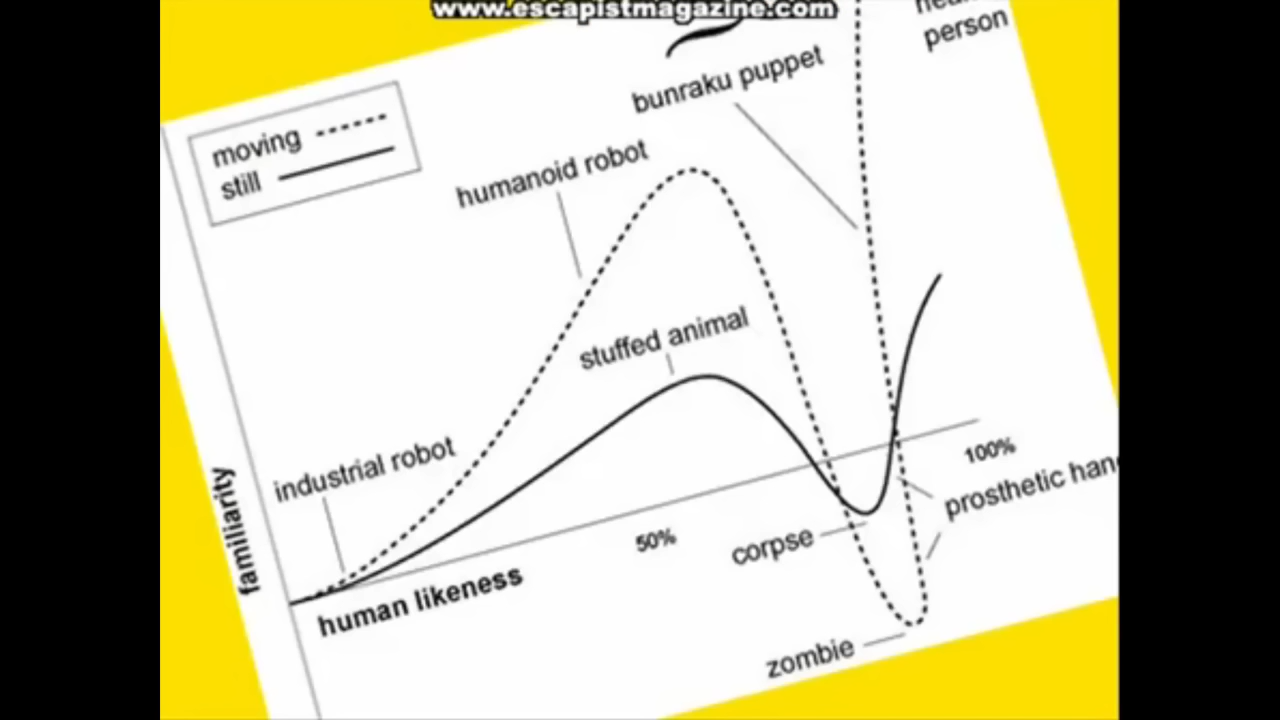 www.escapistmagazine.com
person
bunraku puppet
moving
still
humanoid robot
stuffed animal
industrial robot
familiarity
100%
50%
prosthetic
corpse
human likeness
zombie